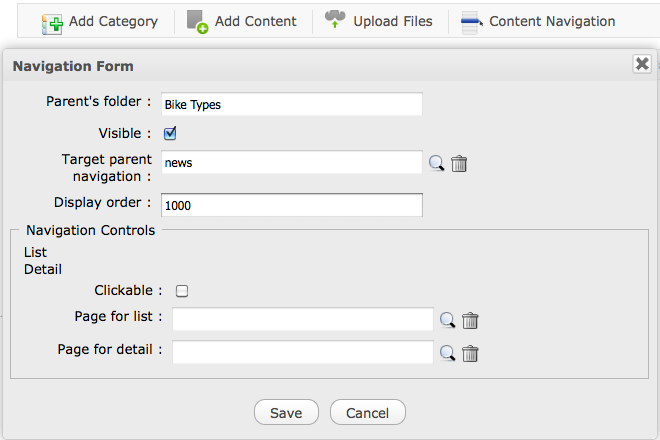 Add Category Add Content Upload Files Content Navigation
Navigation Form
Parent's folder : Bike Types
Visible :
Target parent
navigation : news
Display order : 1000
Navigation Controls
List
Detail
Clickable :
Page for list :
Page for detail :
Save Cancel